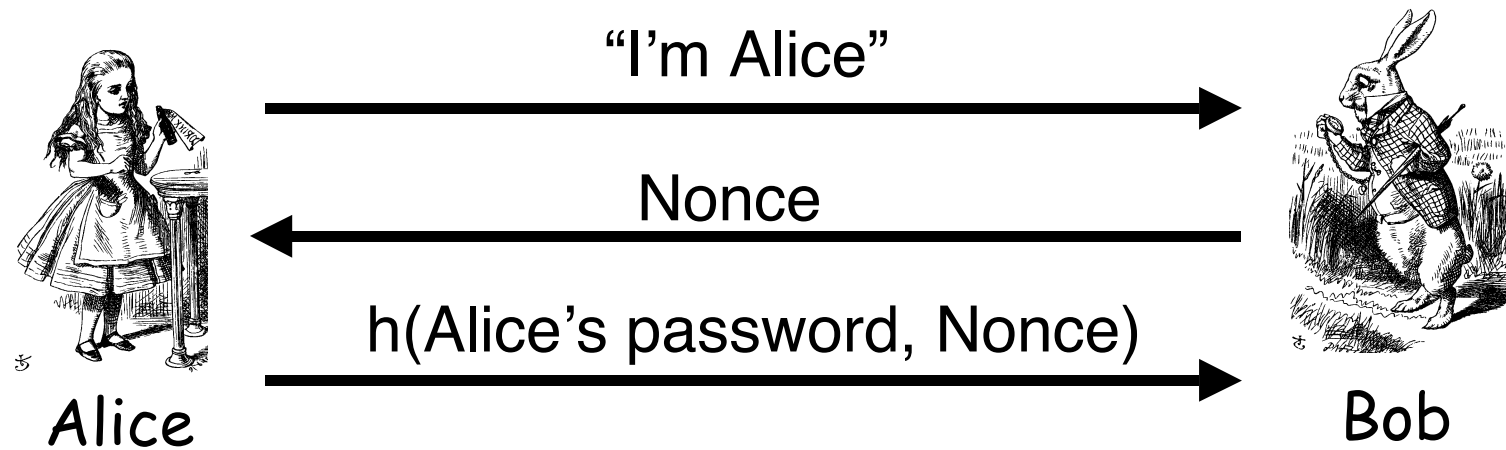 “I’m Alice”
Nonce
h(Alice’s password, Nonce)
Alice
Bob